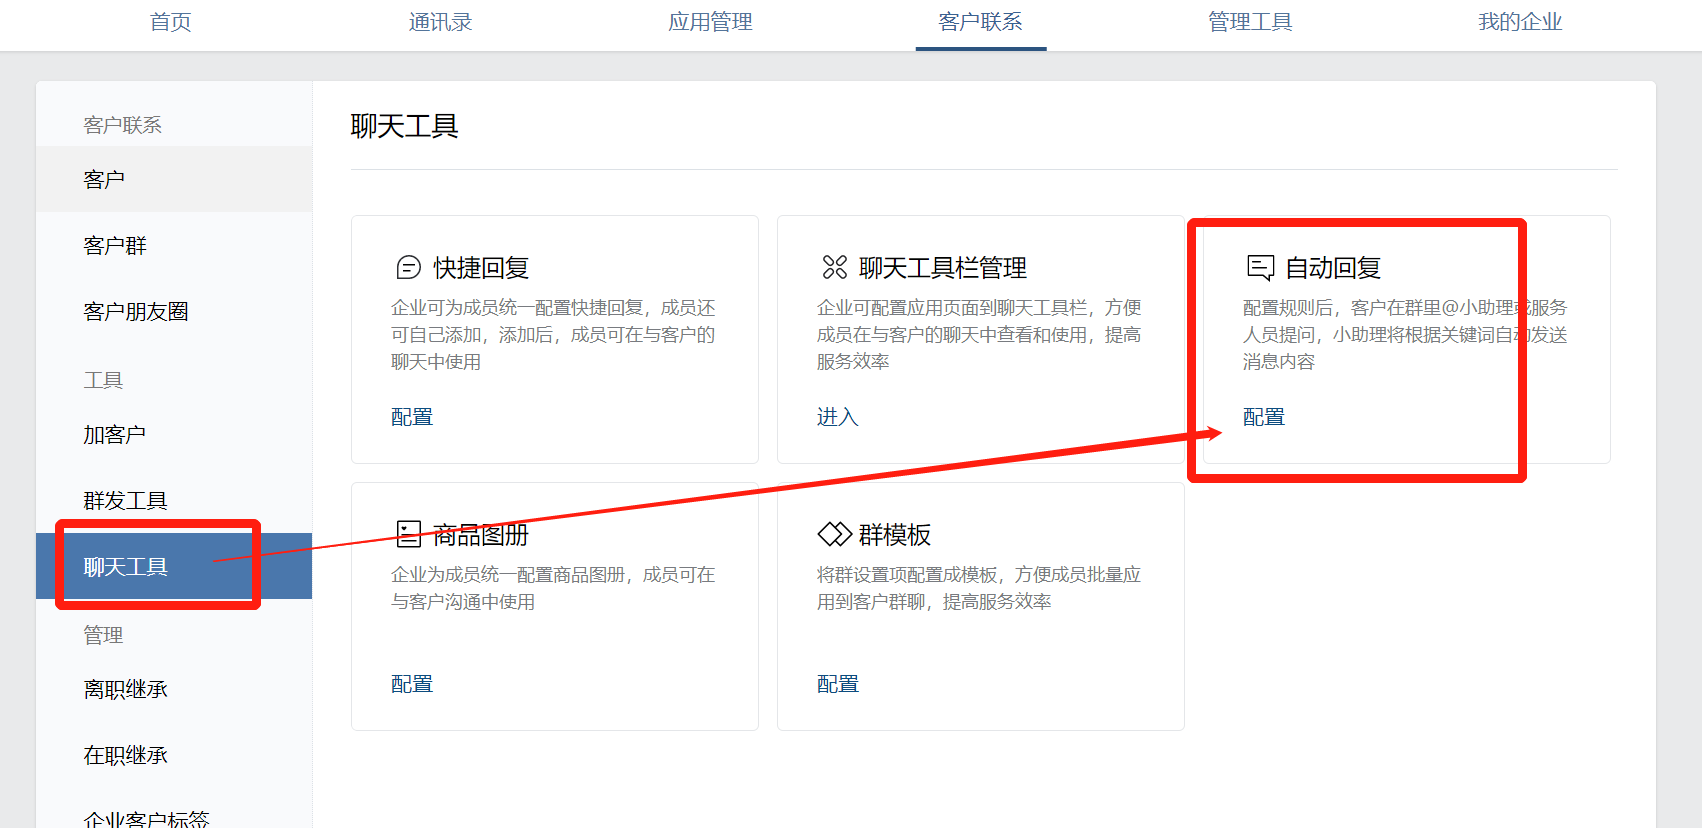 首页
通讯录
应用管理
客户联系
管理工具
我的企业
客户联系
客户
客户群
客户朋友圈
工具
加客户
群发工具
聊天工具
管理
离职继承
在职继承
企业客户标签
聊天工具
快捷回复
企业可为成员统一配置快捷回复，成员还
可自己添加，添加后，成员可在与客户的
聊天中使用
配置
聊天工具栏管理
企业可配置应用页面到聊天工具栏，方便
成员在与客户的聊天中查看和使用，提高
服务效率
进入
自动回复
配置规则后，客户在群里@小助理或服务
人员提问，小助理将根据关键词自动发送
消息内容
配置
商品图册
企业为成员统一配置商品图册，成员可在
与客户沟通中使用
配置
群模板
将群设置项配置成模板，方便成员批量应
用到客户群聊，提高服务效率
配置